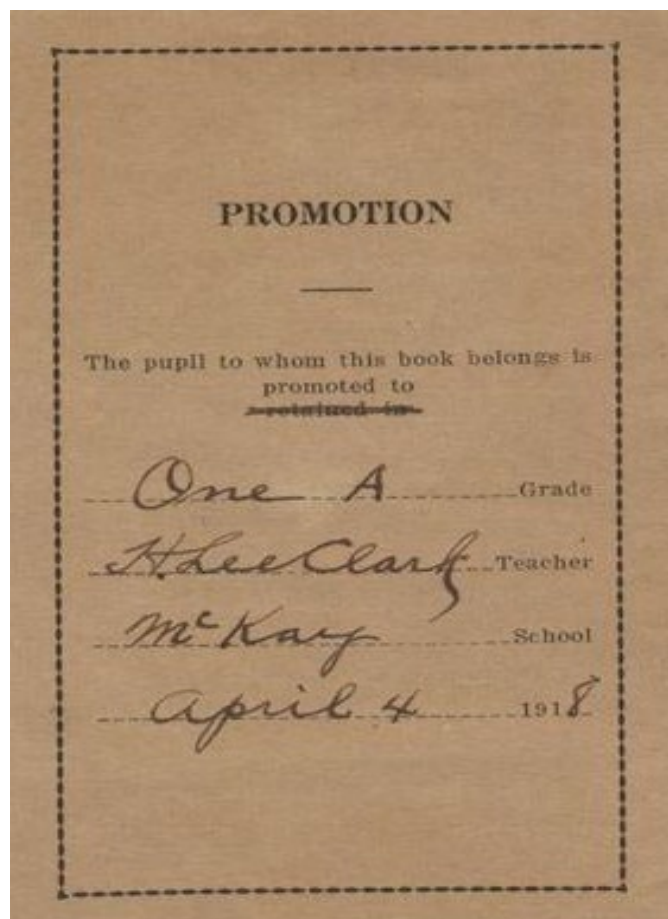 PROMOTION
The pupil to whom this book belongs is
promoted to
retained in
One A Grade
H. Lee Clark Teacher
McKay School
April 4 1918